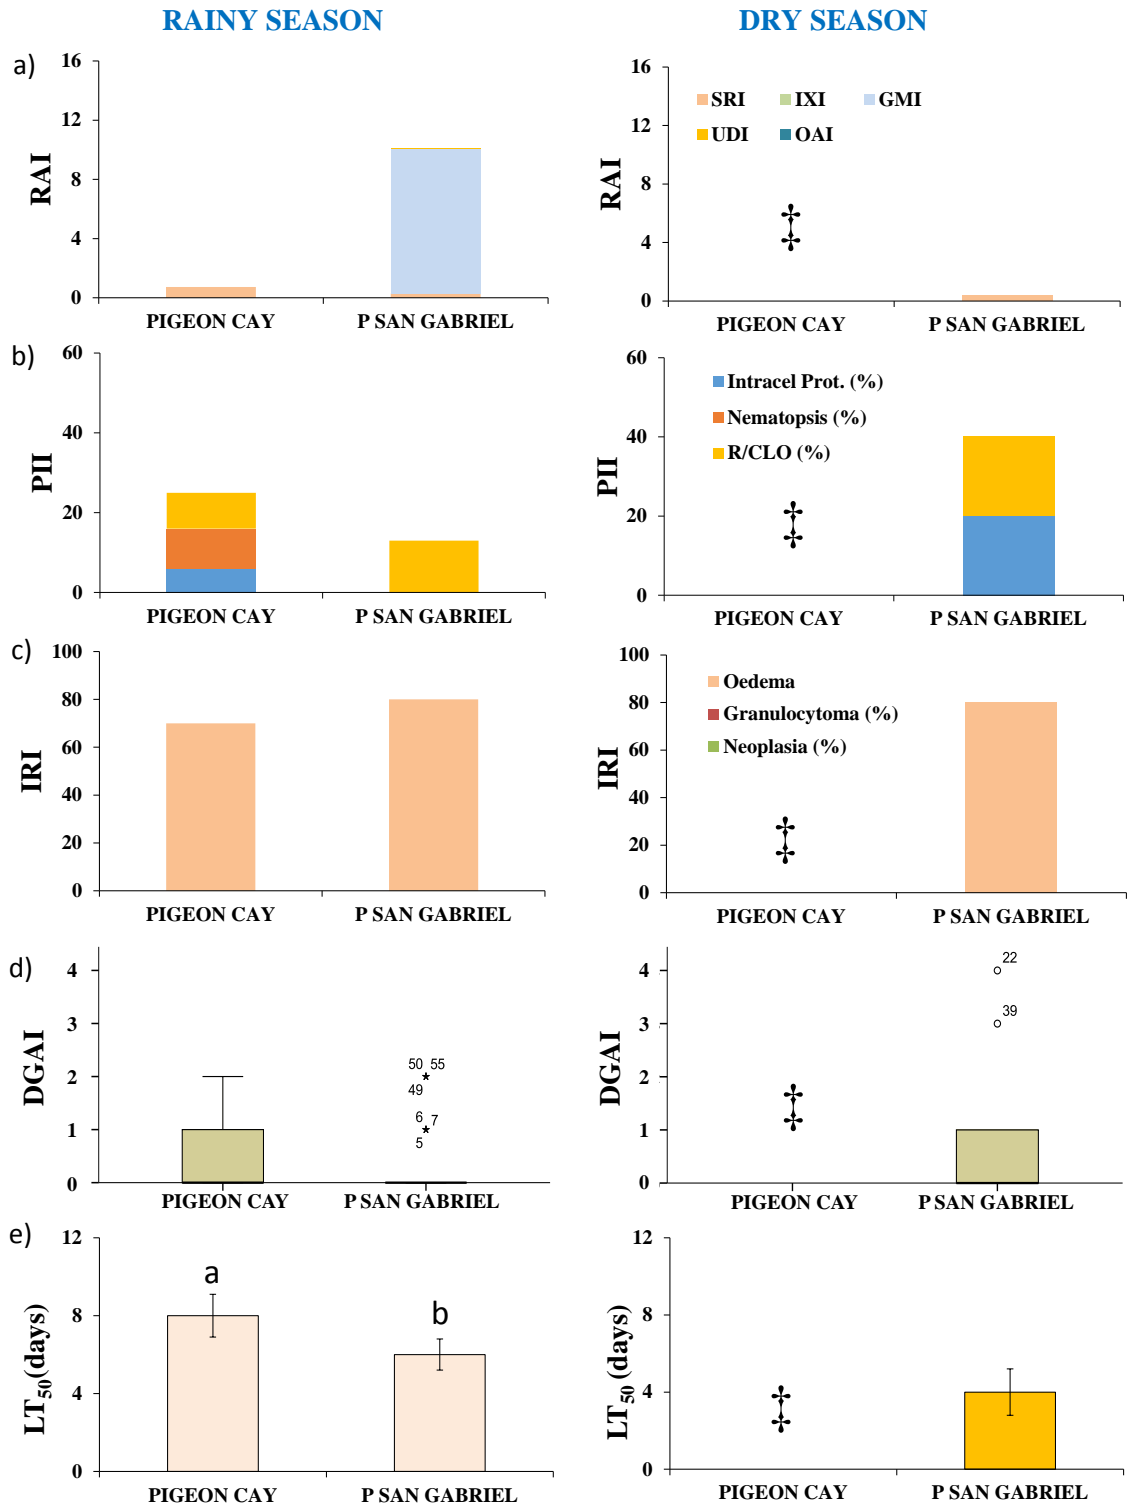 RAINY SEASON
DRY SEASON
a)
RAI
16
12
8
4
0
PIGEON CAY P SAN GABRIEL
RAI
16
12
8
4
0
SRI IXI GMI
UDI OAI
PIGEON CAY P SAN GABRIEL
b)
PII
60
40
20
0
PIGEON CAY P SAN GABRIEL
PII
60
40
20
0
Intracel Prot. (%)
Nematopsis (%)
R/CLO (%)
PIGEON CAY P SAN GABRIEL
c)
IRI
100
80
60
40
20
0
PIGEON CAY P SAN GABRIEL
IRI
100
80
60
40
20
0
Oedema
Granulocytoma (%)
Neoplasia (%)
PIGEON CAY P SAN GABRIEL
d)
DGAI
4
3
2
1
0
50 55
49
6 7
5
PIGEON CAY P SAN GABRIEL
DGAI
4
3
2
1
0
22
39
PIGEON CAY P SAN GABRIEL
e)
LT50(days)
12
8
4
0
a
b
PIGEON CAY P SAN GABRIEL
LT50 (days)
12
8
4
0
PIGEON CAY P SAN GABRIEL